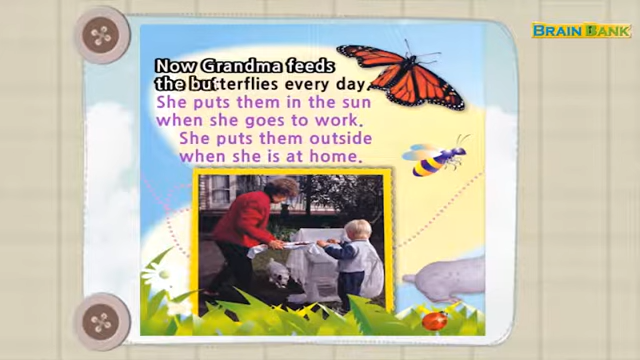 BRAIN BANK
Now Grandma feeds
the butterflies every day.
She puts them in the sun
when she goes to work.
She puts them outside
when she is at home.